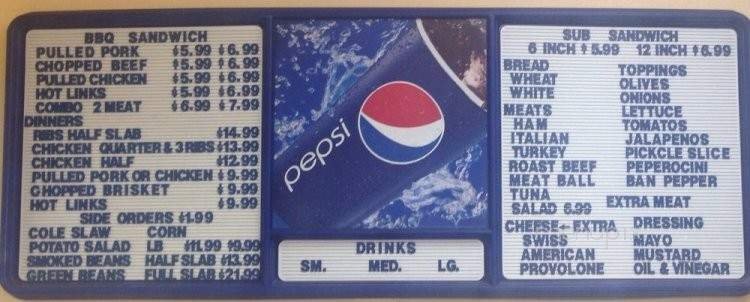 BBQ SANDWICH
PULLED PORK $5.99 $6.99
CHOPPED BEEF $5.99 $6.99
PULLED CHICKEN $5.99 $6.99
HOT LINKS $5.99 $6.99
COMBO 2 MEAT $6.99 $7.99
DINNERS
RIBS HALF SLAB $14.99
CHICKEN QUARTER & 3 RIBS $13.99
CHICKEN HALF $12.99
PULLED PORK OR CHICKEN $9.99
CHOPPED BRISKET $9.99
HOT LINKS $9.99
SIDE ORDERS $1.99
COLE SLAW CORN
POTATO SALAD LB $11.99 $9.99
SMOKED BEANS HALF SLAB $13.99
GREEN BEANS FULL SLAB $21.99
pepsi
DRINKS
SM. MED. LG.
SUB SANDWICH
6 INCH $5.99 12 INCH $6.99
BREAD
WHEAT
WHITE
MEATS
HAM
ITALIAN
TURKEY
ROAST BEEF
MEAT BALL
TUNA
SALAD 6.99
CHEESE EXTRA
SWISS
AMERICAN
PROVOLONE
TOPPINGS
OLIVES
ONIONS
LETTUCE
TOMATOS
JALAPENOS
PICKCLE SLICE
PEPEROCINI
BAN PEPPER
EXTRA MEAT
DRESSING
MAYO
MUSTARD
OIL & VINEGAR